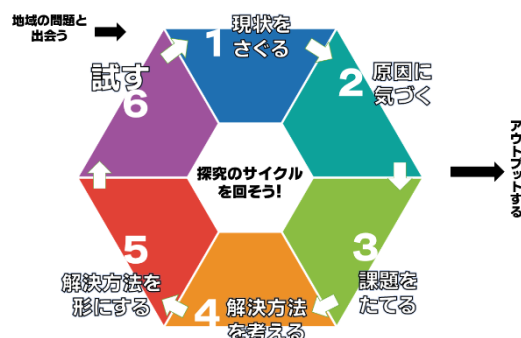 地域の問題と
出会う
1
現状を
さぐる
2
原因に
気づく
3
課題を
たてる
4
解決方法
を考える
5
解決方法を
形にする
6
試す
探究のサイクル
を回そう!
アウトプットする